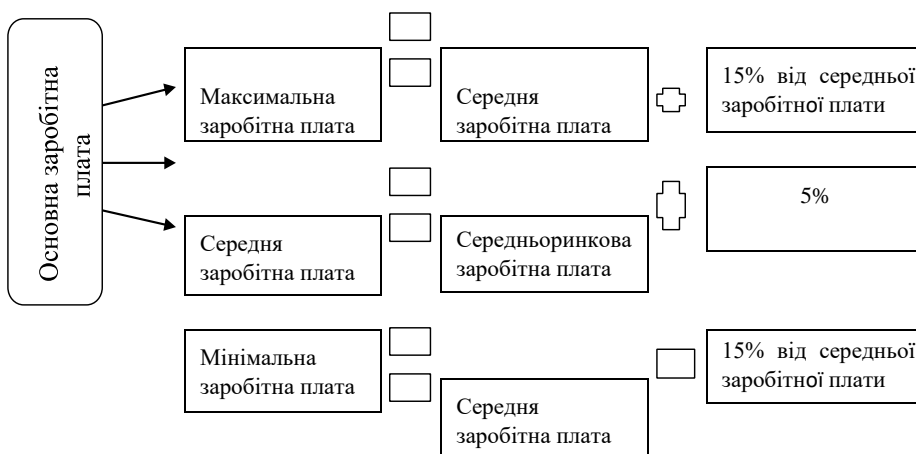 Основна заробітна
плата
Максимальна
заробітна плата
Середня
заробітна плата
15% від середньої
заробітної плати
Середня
заробітна плата
Середньоринкова
заробітна плата
5%
Мінімальна
заробітна плата
Середня
заробітна плата
15% від середньої
заробітної плати